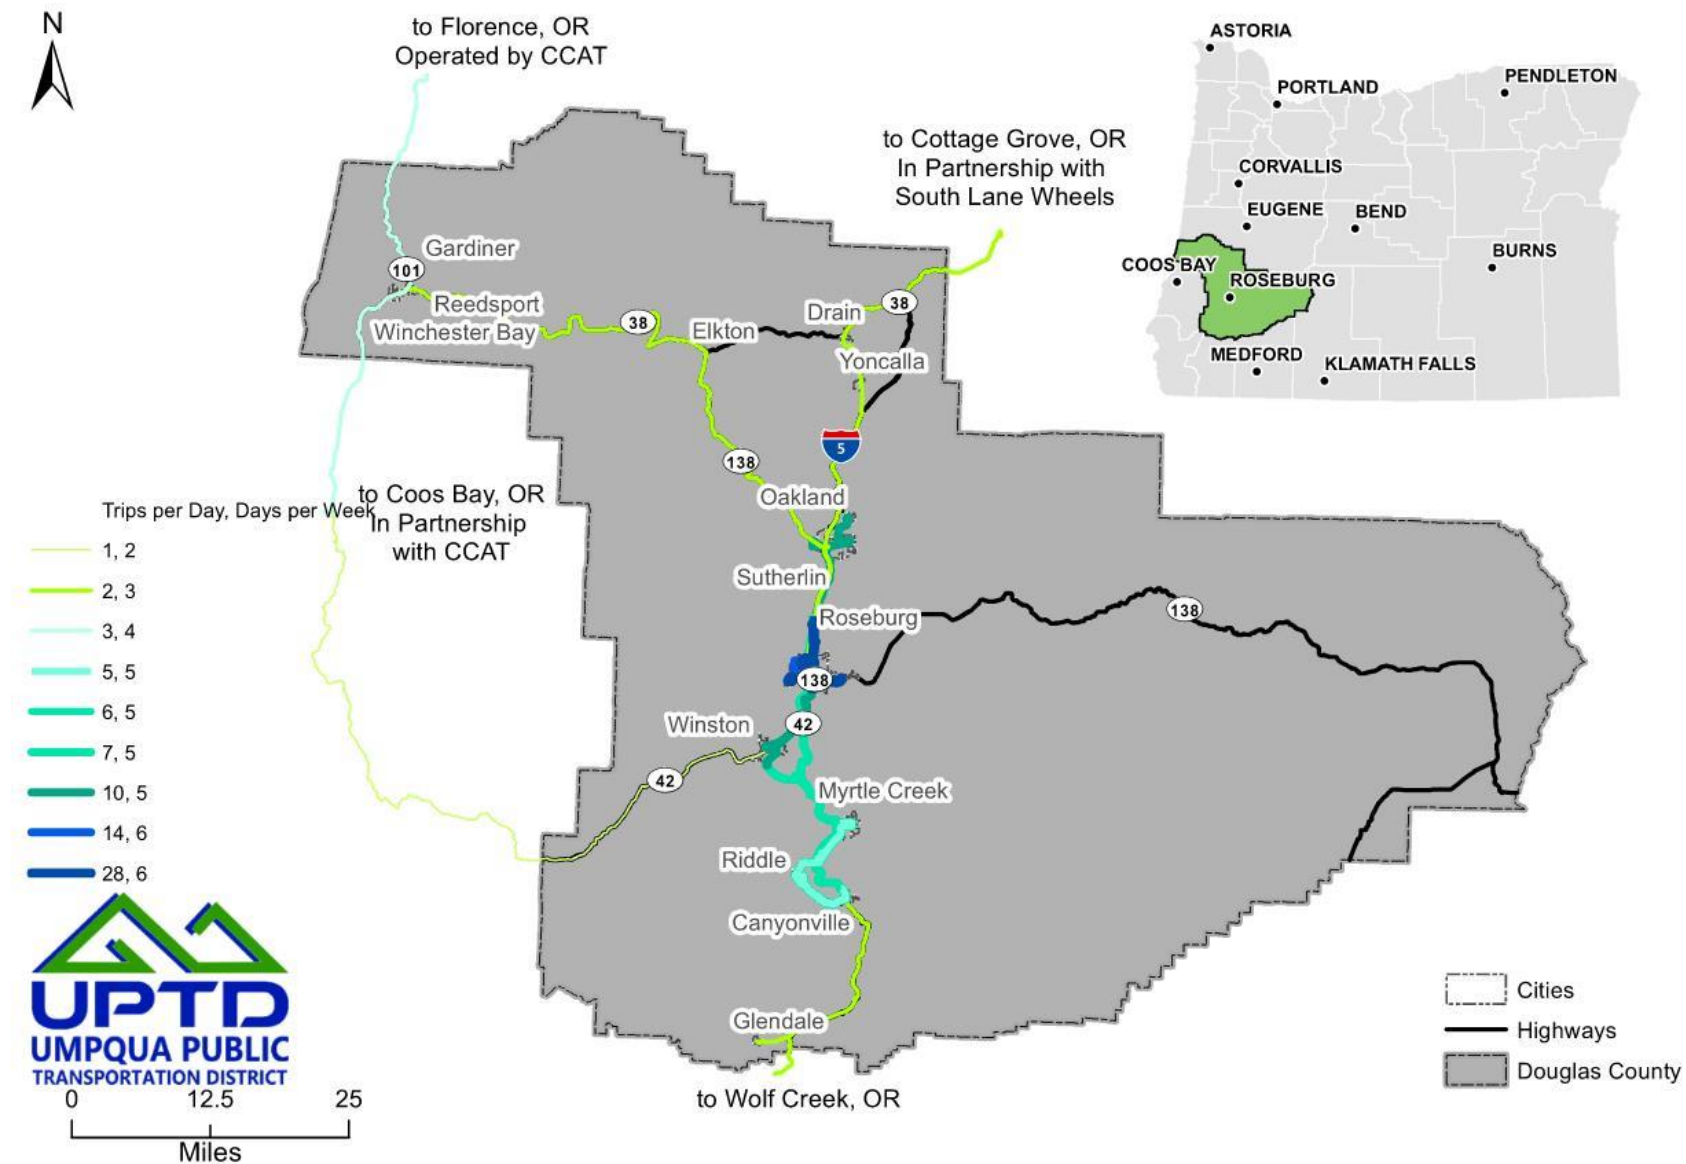 N
to Florence, OR
Operated by CCAT
to Cottage Grove, OR
In Partnership with
South Lane Wheels
ASTORIA
PORTLAND
PENDLETON
CORVALLIS
EUGENE
BEND
BURNS
COOS BAY
ROSEBURG
MEDFORD
KLAMATH FALLS
Gardiner
101
Reedsport
Winchester Bay
38
Elkton
Drain
38
Yoncalla
5
138
Oakland
Sutherlin
Roseburg
138
138
Winston
42
42
Myrtle Creek
Riddle
Canyonville
Glendale
to Wolf Creek, OR
to Coos Bay, OR
In Partnership
with CCAT
Trips per Day, Days per Week
1, 2
2, 3
3, 4
5, 5
6, 5
7, 5
10, 5
14, 6
28, 6
UPTD
UMPQUA PUBLIC
TRANSPORTATION DISTRICT
0 12.5 25
Miles
Cities
Highways
Douglas County